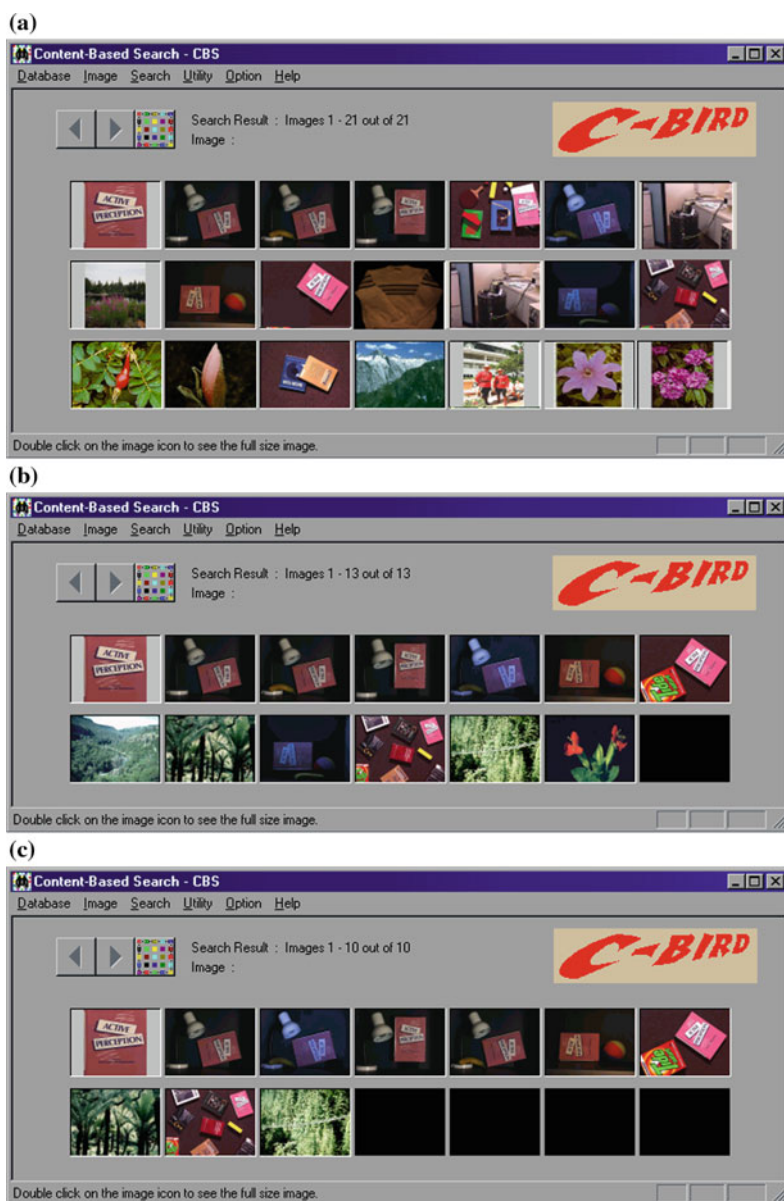 (a)
Content-Based Search - CBS
Database Image Search Utility Option Help
Search Result : Images 1 - 21 out of 21
Image :
C-BIRD
ACTIVE
PERCEPTION
Double click on the image icon to see the full size image.
(b)
Content-Based Search - CBS
Database Image Search Utility Option Help
Search Result : Images 1 - 13 out of 13
Image :
C-BIRD
ACTIVE
PERCEPTION
Tide
Double click on the image icon to see the full size image.
(c)
Content-Based Search - CBS
Database Image Search Utility Option Help
Search Result : Images 1 - 10 out of 10
Image :
C-BIRD
ACTIVE
PERCEPTION
Tide
Double click on the image icon to see the full size image.